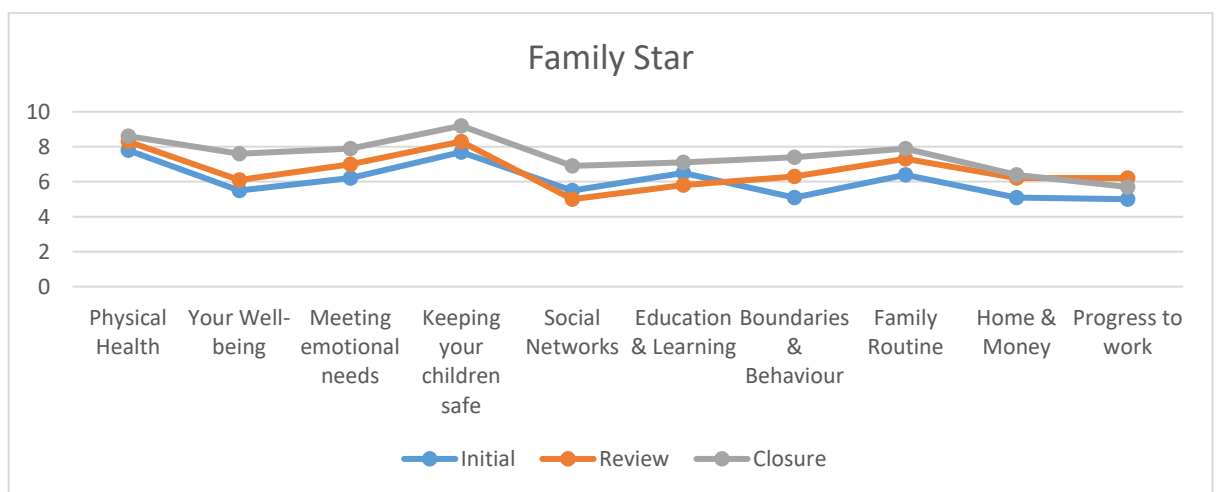 Family Star
10
8
6
4
2
0
Physical Health
Your Well-being
Meeting emotional needs
Keeping your children safe
Social Networks
Education & Learning
Boundaries & Behaviour
Family Routine
Home & Money
Progress to work
Initial
Review
Closure